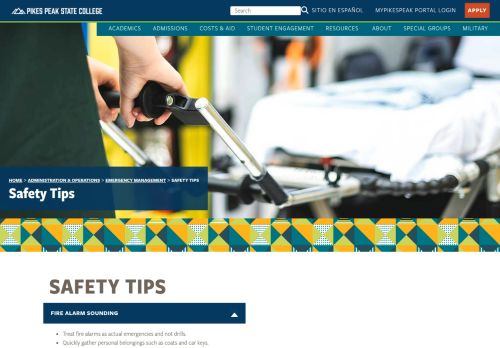 PIKES PEAK STATE COLLEGE
Search
SITIO EN ESPAÑOL
MYPIKESPEAK PORTAL LOGIN
APPLY
ACADEMICS ADMISSIONS COSTS & AID STUDENT ENGAGEMENT RESOURCES ABOUT SPECIAL GROUPS MILITARY
HOME > ADMINISTRATION & OPERATIONS > EMERGENCY MANAGEMENT > SAFETY TIPS
Safety Tips
SAFETY TIPS
FIRE ALARM SOUNDING
• Treat fire alarms as actual emergencies and not drills.
• Quickly gather personal belongings such as coats and car keys.